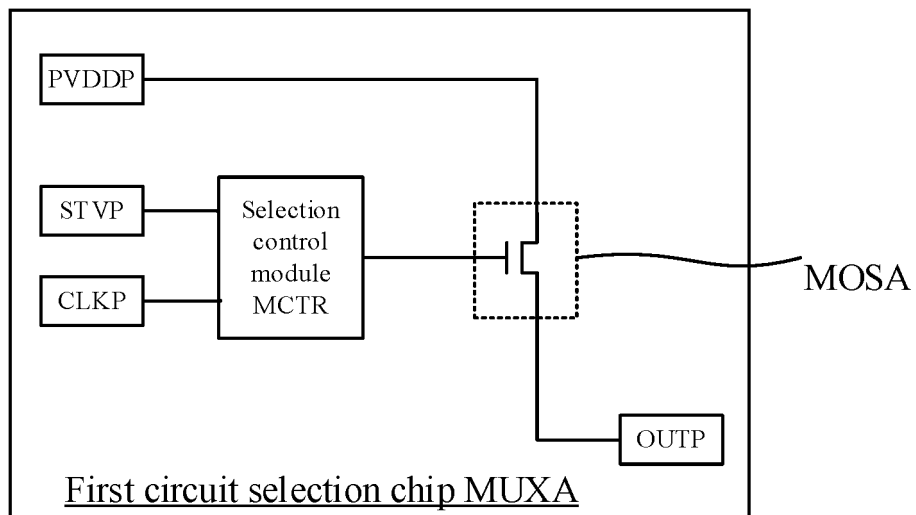 PVDDP
STVP
CLKP
Selection
control
module
MCTR
MOSA
OUTP
First circuit selection chip MUXA